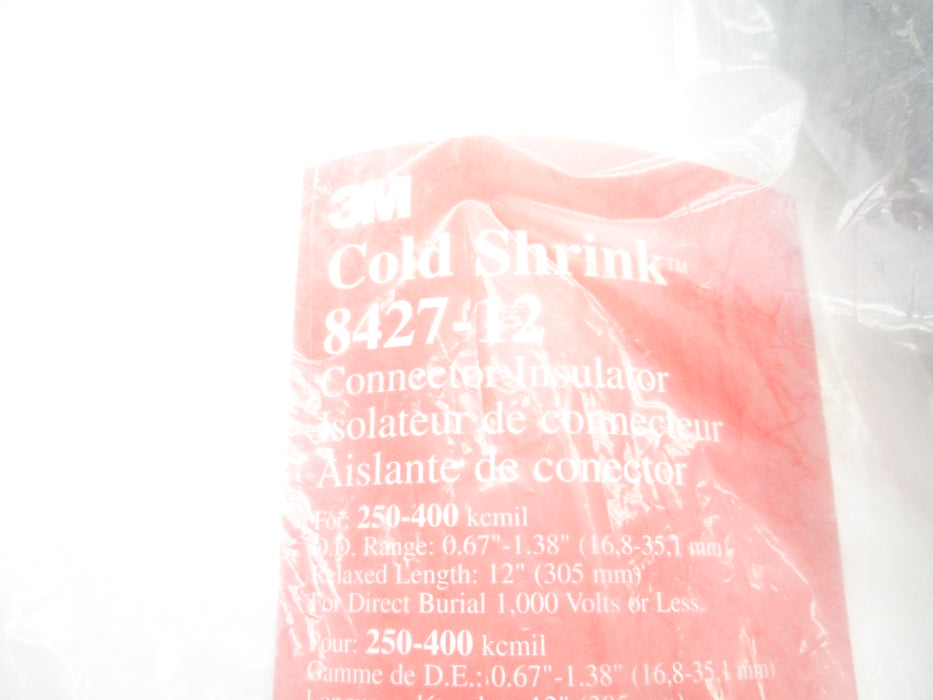 3M
Cold Shrink™
8427-12
Connector Insulator
Isolateur de connecteur
Aislante de conector
For: 250-400 kcmil
O.D. Range: 0.67"-1.38" (16,8-35,1 mm)
Relaxed Length: 12" (305 mm)
For Direct Burial 1,000 Volts or Less.
Pour: 250-400 kcmil
Gamme de D.E.: 0.67"-1.38" (16,8-35,1 mm)